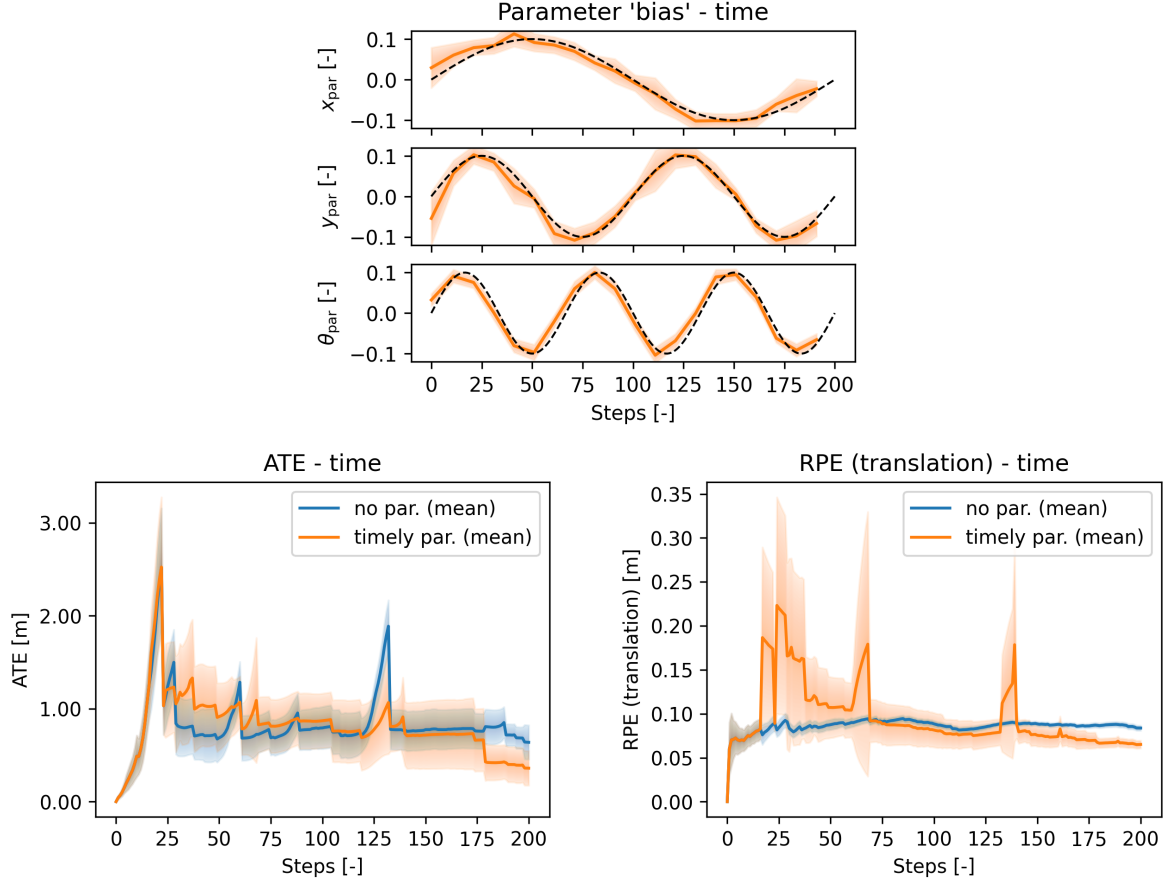 Parameter 'bias' - time
x_par [-]
0.1
0.0
−0.1
y_par [-]
0.1
0.0
−0.1
θ_par [-]
0.1
0.0
−0.1
0 25 50 75 100 125 150 175 200
Steps [-]
ATE - time
ATE [m]
3.00
2.00
1.00
0.00
no par. (mean)
timely par. (mean)
0 25 50 75 100 125 150 175 200
Steps [-]
RPE (translation) - time
RPE (translation) [m]
0.35
0.30
0.25
0.20
0.15
0.10
0.05
0.00
no par. (mean)
timely par. (mean)
0 25 50 75 100 125 150 175 200
Steps [-]